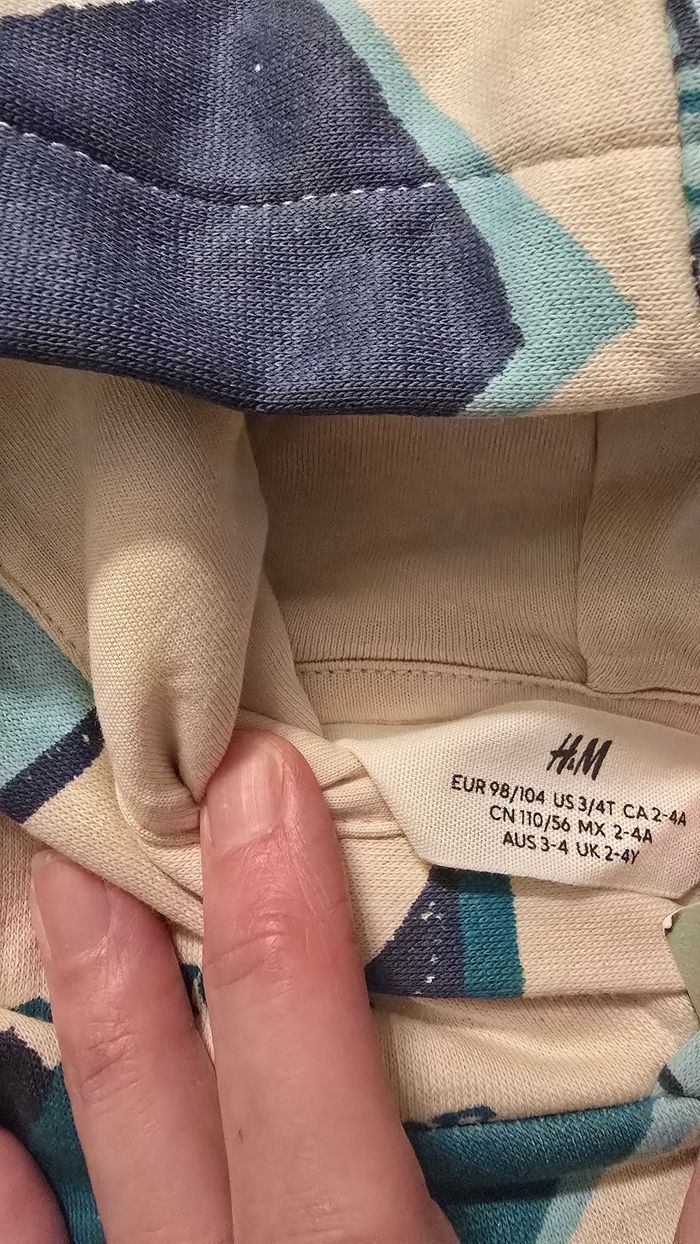 H&M
EUR 98/104 US 3/4T CA 2-4A
CN 110/56 MX 2-4A
AUS 3-4 UK 2-4Y